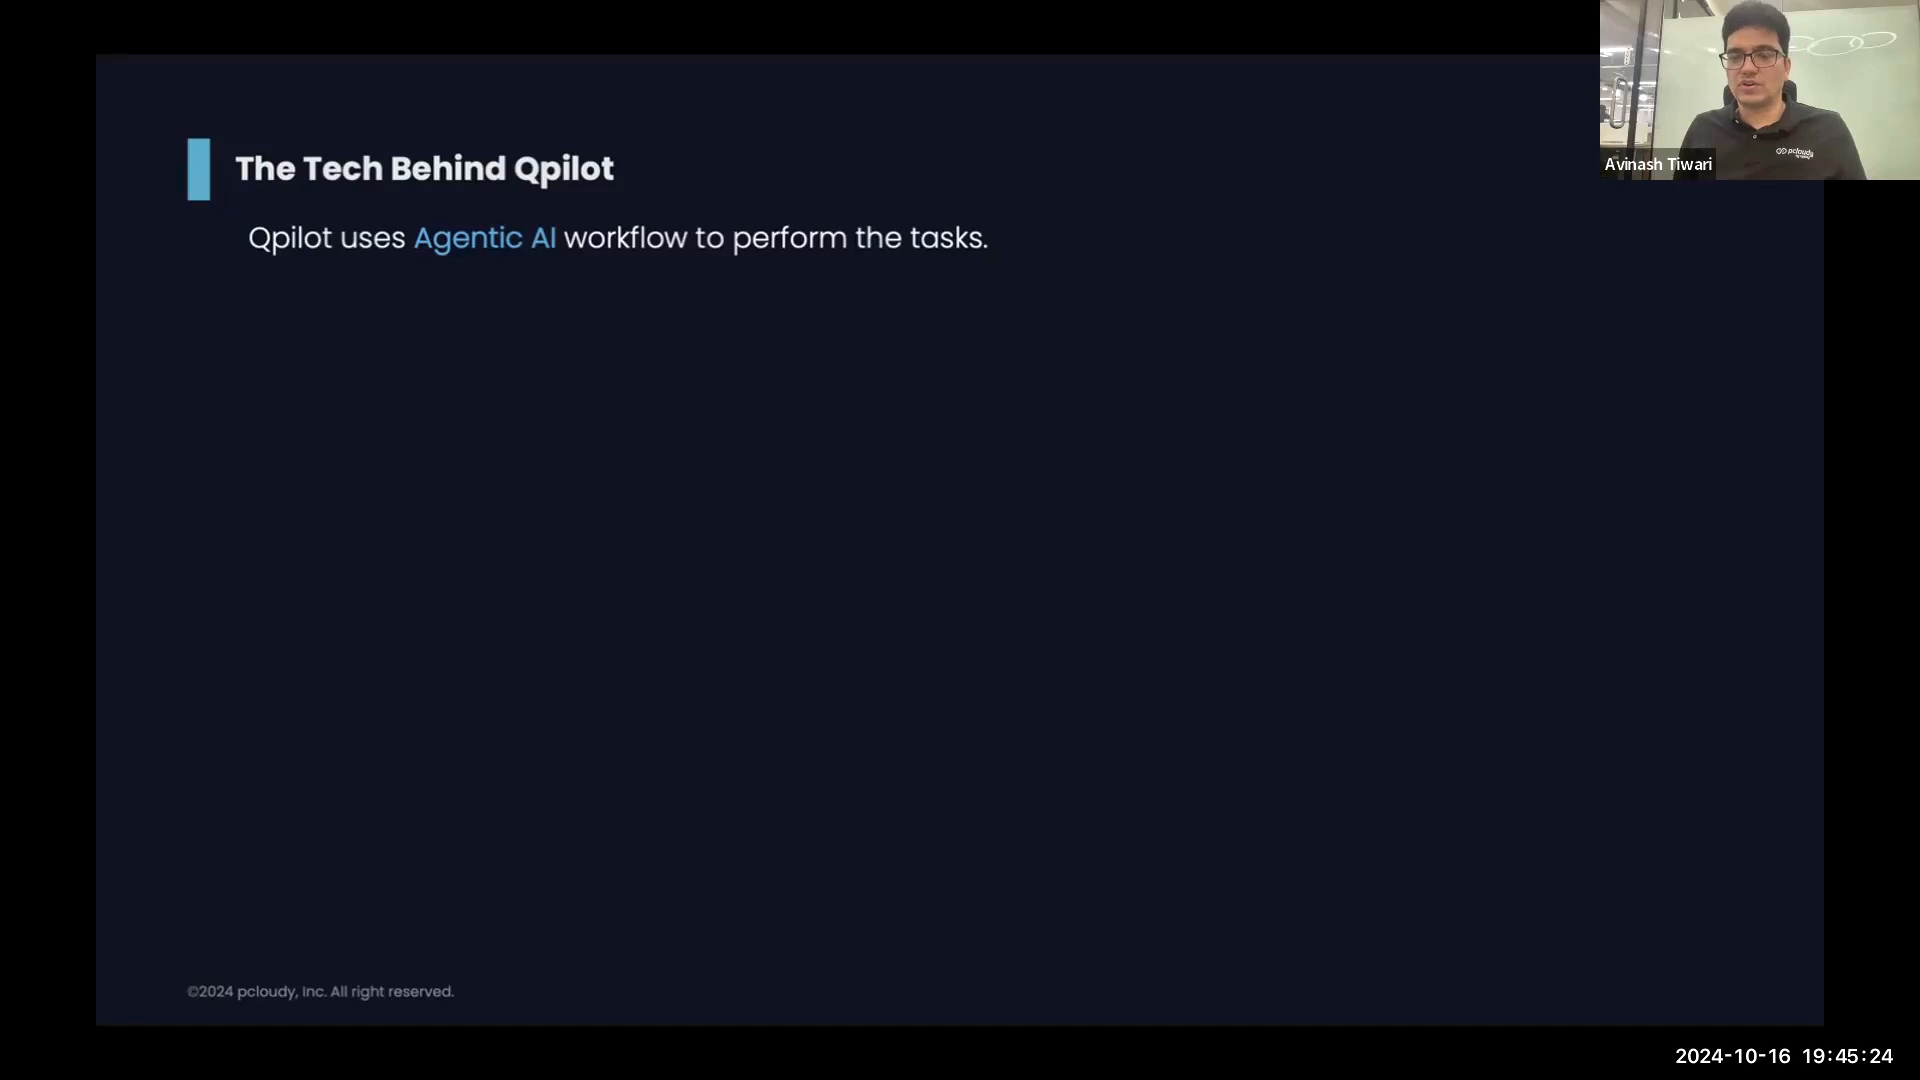 The Tech Behind Qpilot
Qpilot uses Agentic AI workflow to perform the tasks.
pcloudy
Avinash Tiwari
©2024 pcloudy, Inc. All right reserved.
2024-10-16 19:45:24